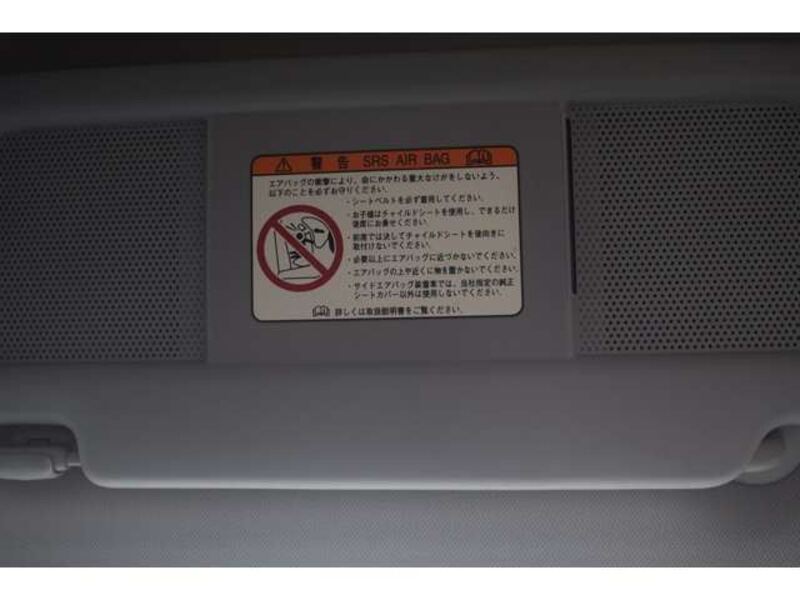 警告 SRS AIR BAG
エアバッグの衝撃により、命にかかわる重大なけがをしないよう、
以下のことを必ずお守りください。
・シートベルトを必ず着用してください。
・お子様はチャイルドシートを使用し、できるだけ
後席にお乗せください。
・前席では決してチャイルドシートを後向きに
取付けないでください。
・必要以上にエアバッグに近づかないでください。
・エアバッグの上や近くに物を置かないでください。
・サイドエアバッグ装着車では、当社指定の純正
シートカバー以外は使用しないでください。
詳しくは取扱説明書をご覧ください。